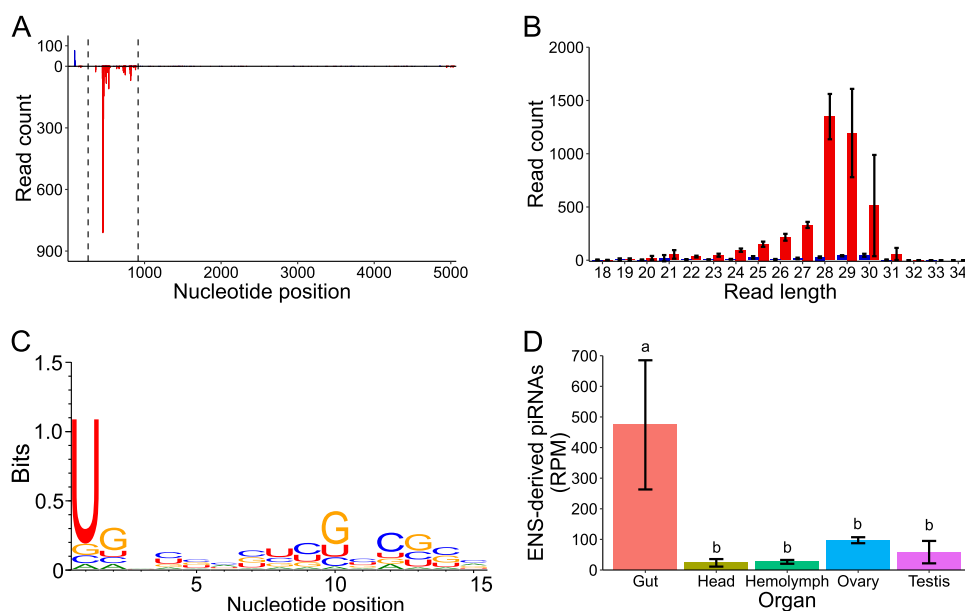 A
100
0
300
600
900
Read count
1000
2000
3000
4000
5000
Nucleotide position
B
2000
1500
1000
500
0
Read count
18 19 20 21 22 23 24 25 26 27 28 29 30 31 32 33 34
Read length
C
1.5
1.0
0.5
0
Bits
U
G
G
G
C
G
5
10
15
Nucleotide position
D
700
600
500
400
300
200
100
0
ENS-derived piRNAs
(RPM)
a
b
b
b
b
Gut Head Hemolymph Ovary Testis
Organ